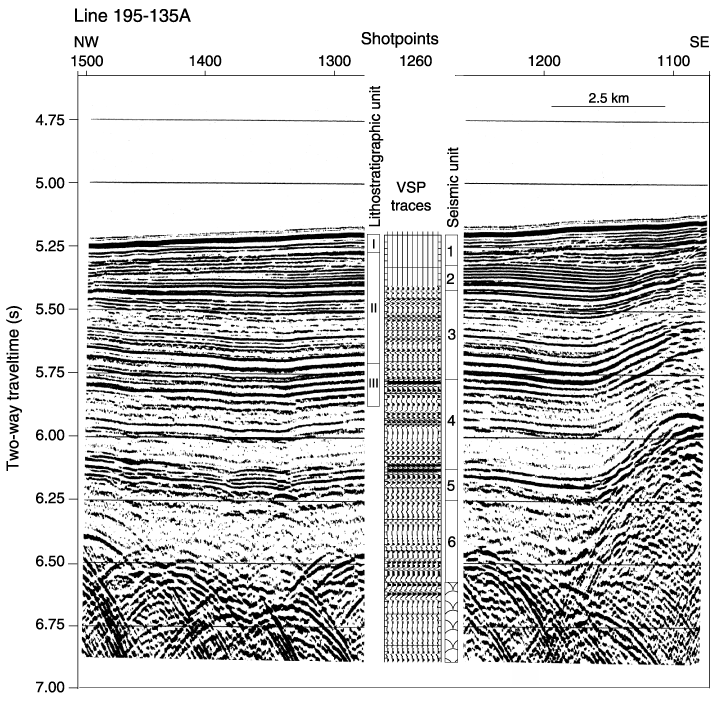 Line 195-135A
NW Shotpoints SE
1500 1400 1300 1260 1200 1100
2.5 km
Lithostratigraphic unit
VSP
traces
Seismic unit
Two-way traveltime (s)
4.75
5.00
5.25
5.50
5.75
6.00
6.25
6.50
6.75
7.00
I
II
III
1
2
3
4
5
6